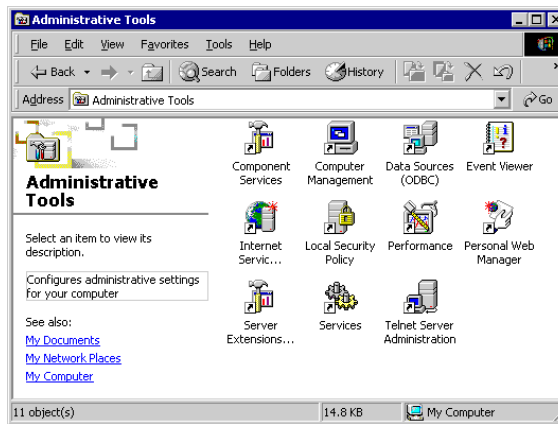 Administrative Tools
File Edit View Favorites Tools Help
Back Search Folders History
Address Administrative Tools Go
Administrative
Tools
Select an item to view its
description.
Configures administrative settings
for your computer
See also:
My Documents
My Network Places
My Computer
Component
Services
Computer
Management
Data Sources
(ODBC)
Event Viewer
Internet
Servic...
Local Security
Policy
Performance
Personal Web
Manager
Server
Extensions...
Services
Telnet Server
Administration
11 object(s) 14.8 KB My Computer